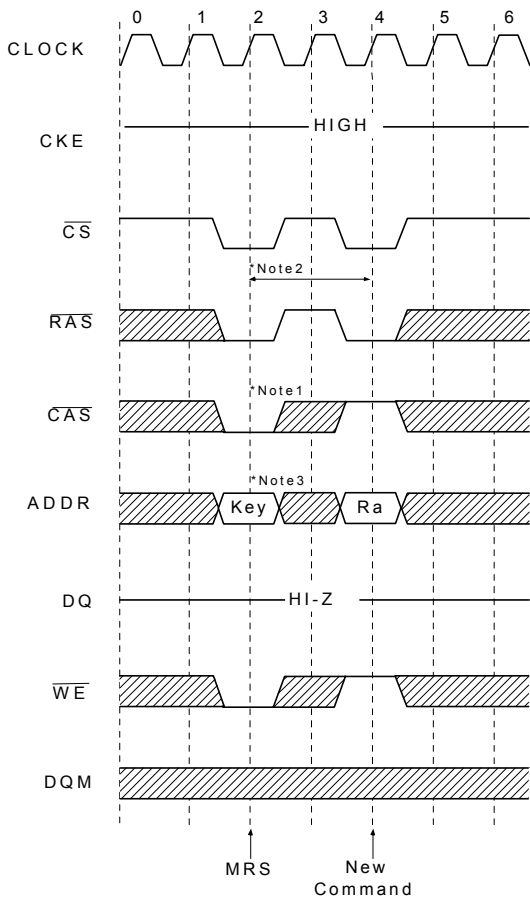 0 1 2 3 4 5 6
CLOCK
HIGH
CKE
CS
*Note2
RAS
*Note1
CAS
*Note3
ADDR Key Ra
DQ HI-Z
WE
DQM
MRS New
Command